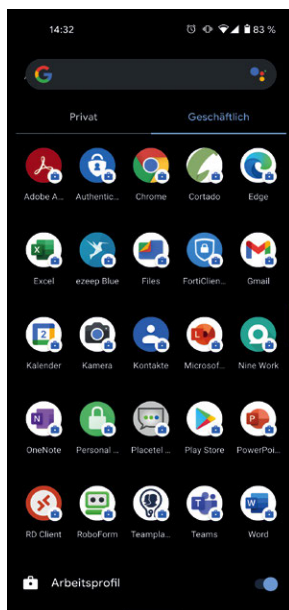 14:32 83 %
Privat Geschäftlich
Adobe A... Authentic... Chrome Cortado Edge
Excel ezeep Blue Files FortiClien... Gmail
Kalender Kamera Kontakte Microsof... Nine Work
OneNote Personal ... Placetel ... Play Store PowerPoi...
RD Client RoboForm Teampla... Teams Word
Arbeitsprofil